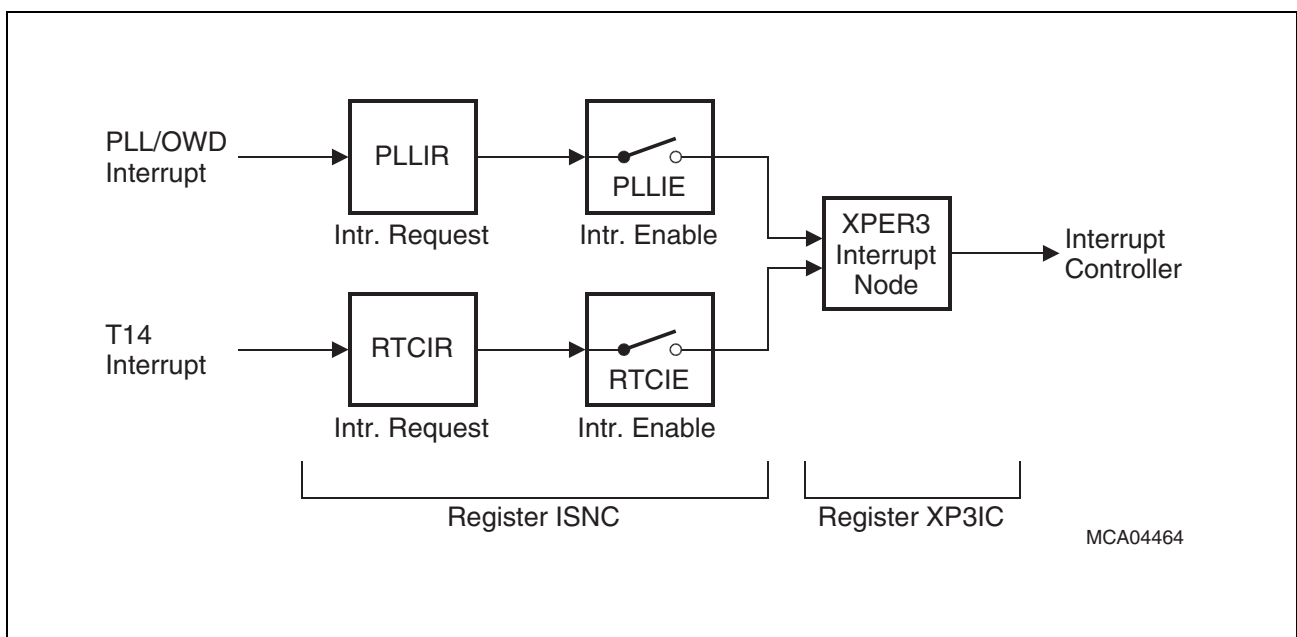 PLL/OWD
Interrupt
PLLIR
Intr. Request
PLLIE
Intr. Enable
XPER3
Interrupt
Node
Interrupt
Controller
T14
Interrupt
RTCIR
Intr. Request
RTCIE
Intr. Enable
Register ISNC
Register XP3IC
MCA04464